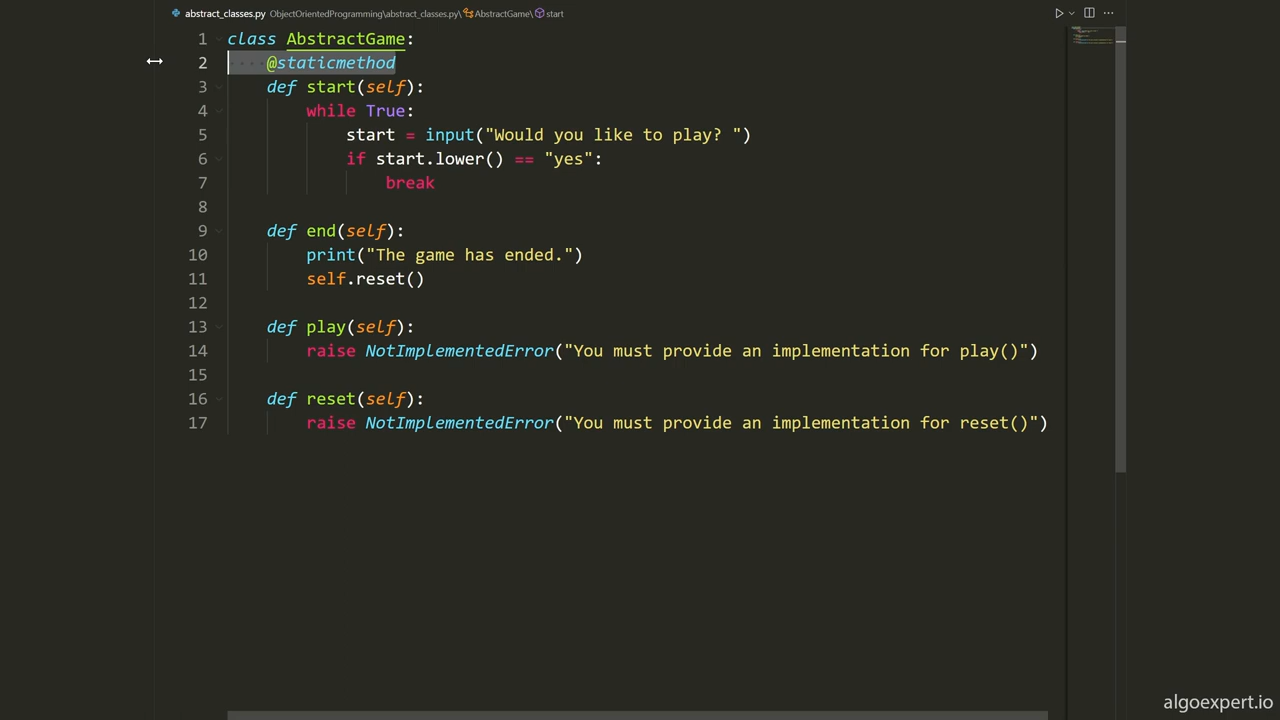 abstract_classes.py ObjectOrientedProgramming\abstract_classes.py\AbstractGame\start
1 class AbstractGame:
2 ····@staticmethod
3 def start(self):
4 while True:
5 start = input("Would you like to play? ")
6 if start.lower() == "yes":
7 break
8
9 def end(self):
10 print("The game has ended.")
11 self.reset()
12
13 def play(self):
14 raise NotImplementedError("You must provide an implementation for play()")
15
16 def reset(self):
17 raise NotImplementedError("You must provide an implementation for reset()")
algoexpert.io